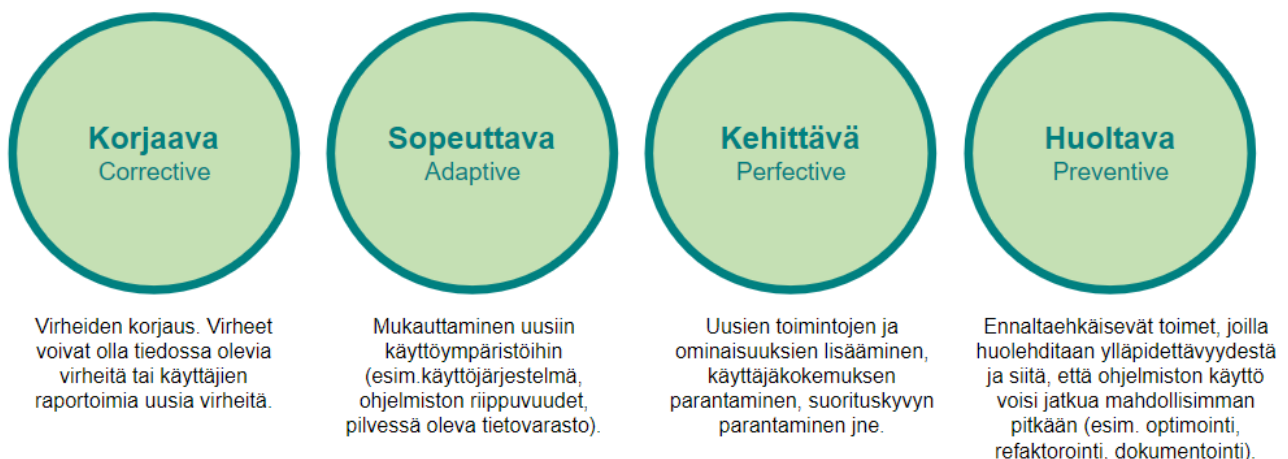 Korjaava
Corrective
Virheiden korjaus. Virheet
voivat olla tiedossa olevia
virheitä tai käyttäjien
raportoimia uusia virheitä.
Sopeuttava
Adaptive
Mukauttaminen uusiin
käyttöympäristöihin
(esim.käyttöjärjestelmä,
ohjelmiston riippuvuudet,
pilvessä oleva tietovarasto).
Kehittävä
Perfective
Uusien toimintojen ja
ominaisuuksien lisääminen,
käyttäjäkokemuksen
parantaminen, suorituskyvyn
parantaminen jne.
Huoltava
Preventive
Ennaltaehkäisevät toimet, joilla
huolehditaan ylläpidettävyydestä
ja siitä, että ohjelmiston käyttö
voisi jatkua mahdollisimman
pitkään (esim. optimointi,
refaktorointi, dokumentointi).